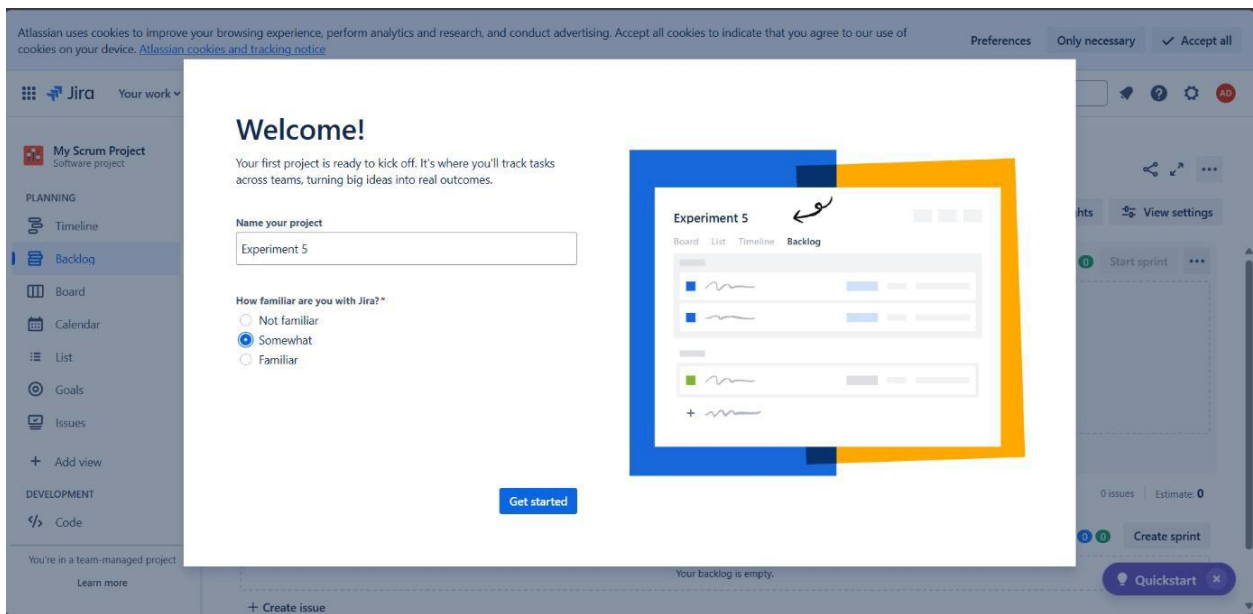 Atlassian uses cookies to improve your browsing experience, perform analytics and research, and conduct advertising. Accept all cookies to indicate that you agree to our use of
cookies on your device. Atlassian cookies and tracking notice
Preferences
Only necessary
Accept all
Jira
Your work
AD
My Scrum Project
Software project
PLANNING
Timeline
Backlog
Board
Calendar
List
Goals
Issues
+ Add view
DEVELOPMENT
Code
You're in a team-managed project
Learn more
Welcome!
Your first project is ready to kick off. It's where you'll track tasks
across teams, turning big ideas into real outcomes.
Name your project
Experiment 5
How familiar are you with Jira? *
Not familiar
Somewhat
Familiar
Get started
Experiment 5
Board List Timeline Backlog
View settings
0 Start sprint
0 issues Estimate: 0
0 0 Create sprint
Your backlog is empty.
+ Create issue
Quickstart